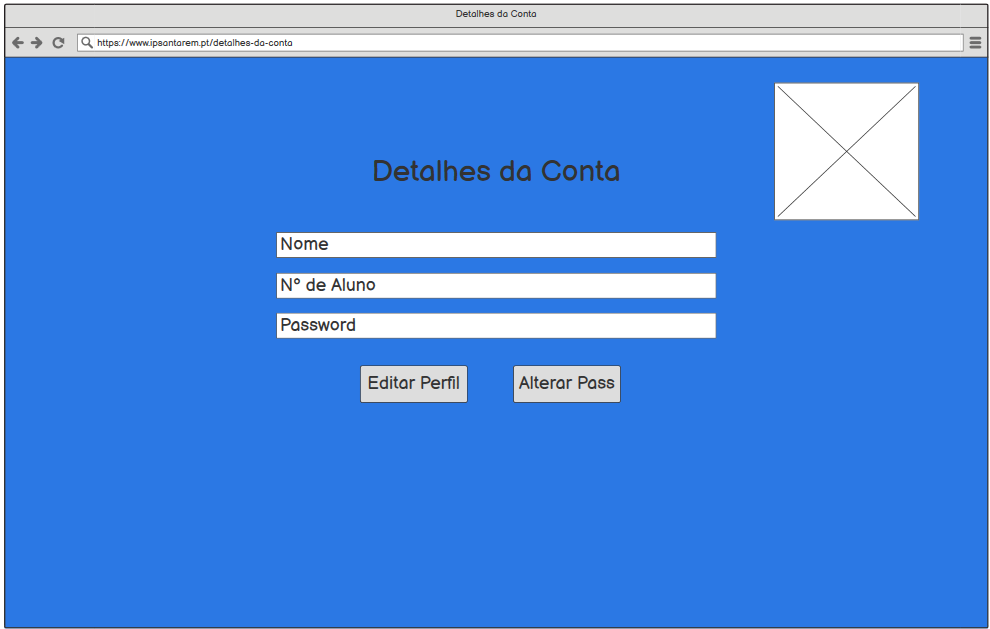 Detalhes da Conta
https://www.ipsantarem.pt/detalhes-da-conta
Detalhes da Conta
Nome
Nº de Aluno
Password
Editar Perfil
Alterar Pass